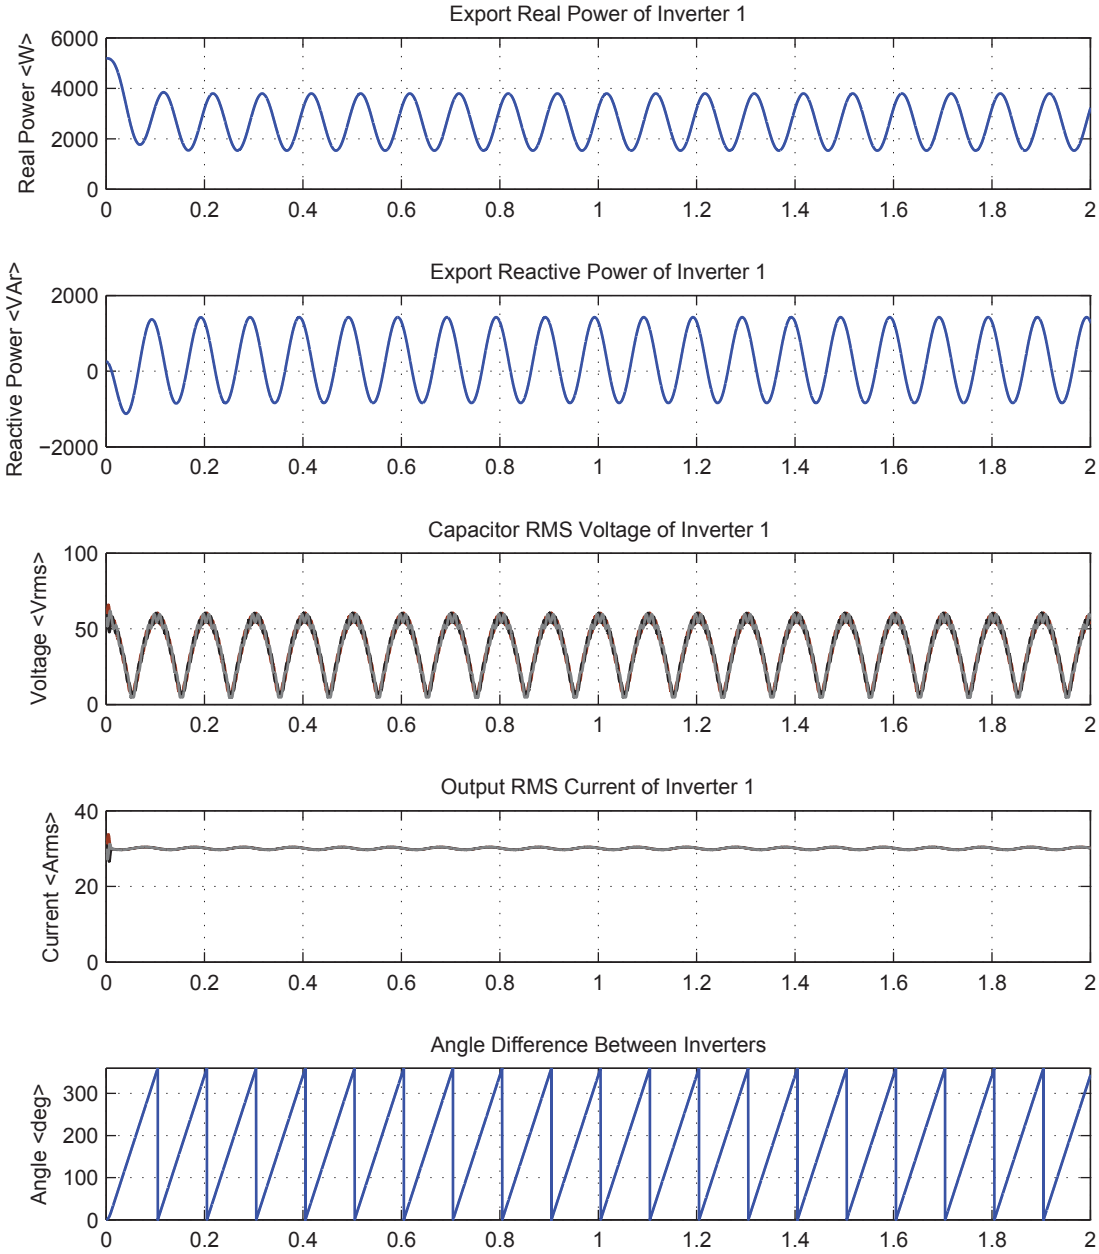 Export Real Power of Inverter 1
Real Power <W>
6000
4000
2000
0
0 0.2 0.4 0.6 0.8 1 1.2 1.4 1.6 1.8 2
Export Reactive Power of Inverter 1
Reactive Power <VAr>
2000
0
−2000
0 0.2 0.4 0.6 0.8 1 1.2 1.4 1.6 1.8 2
Capacitor RMS Voltage of Inverter 1
Voltage <Vrms>
100
50
0
0 0.2 0.4 0.6 0.8 1 1.2 1.4 1.6 1.8 2
Output RMS Current of Inverter 1
Current <Arms>
40
20
0
0 0.2 0.4 0.6 0.8 1 1.2 1.4 1.6 1.8 2
Angle Difference Between Inverters
Angle <deg>
300
200
100
0
0 0.2 0.4 0.6 0.8 1 1.2 1.4 1.6 1.8 2